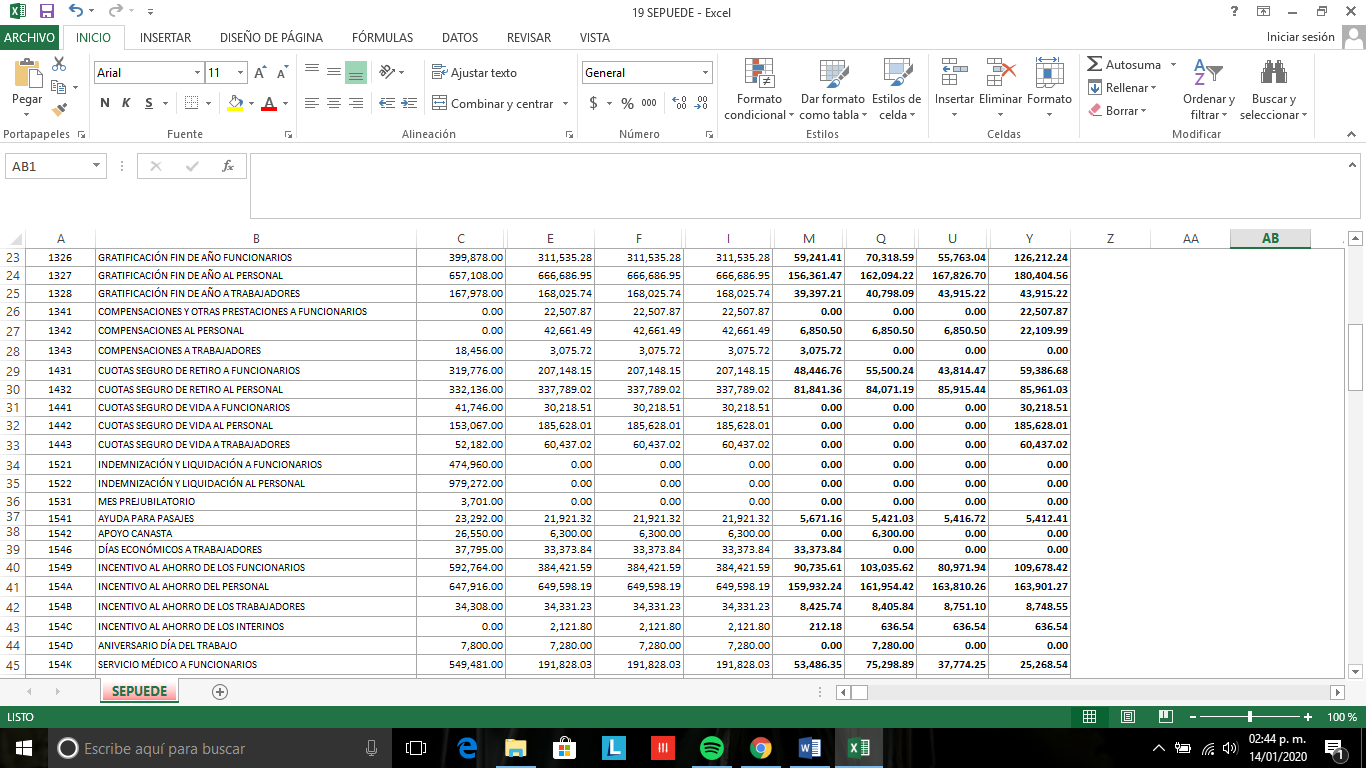 19 SEPUEDE - Excel
ARCHIVO INICIO INSERTAR DISEÑO DE PÁGINA FÓRMULAS DATOS REVISAR VISTA Iniciar sesión
Pegar Arial 11 Ajustar texto General Formato condicional Dar formato como tabla Estilos de celda Insertar Eliminar Formato Autosuma Rellenar Borrar Ordenar y filtrar Buscar y seleccionar
N K S Combinar y centrar $ % 000
Portapapeles Fuente Alineación Número Estilos Celdas Modificar
AB1 fx
A B C E F I M Q U Y Z AA AB
23 1326 GRATIFICACIÓN FIN DE AÑO FUNCIONARIOS 399,878.00 311,535.28 311,535.28 311,535.28 59,241.41 70,318.59 55,763.04 126,212.24
24 1327 GRATIFICACIÓN FIN DE AÑO AL PERSONAL 657,108.00 666,686.95 666,686.95 666,686.95 156,361.47 162,094.22 167,826.70 180,404.56
25 1328 GRATIFICACIÓN FIN DE AÑO A TRABAJADORES 167,978.00 168,025.74 168,025.74 168,025.74 39,397.21 40,798.09 43,915.22 43,915.22
26 1341 COMPENSACIONES Y OTRAS PRESTACIONES A FUNCIONARIOS 0.00 22,507.87 22,507.87 22,507.87 0.00 0.00 0.00 22,507.87
27 1342 COMPENSACIONES AL PERSONAL 0.00 42,661.49 42,661.49 42,661.49 6,850.50 6,850.50 6,850.50 22,109.99
28 1343 COMPENSACIONES A TRABAJADORES 18,456.00 3,075.72 3,075.72 3,075.72 3,075.72 0.00 0.00 0.00
29 1431 CUOTAS SEGURO DE RETIRO A FUNCIONARIOS 319,776.00 207,148.15 207,148.15 207,148.15 48,446.76 55,500.24 43,814.47 59,386.68
30 1432 CUOTAS SEGURO DE RETIRO AL PERSONAL 332,136.00 337,789.02 337,789.02 337,789.02 81,841.36 84,071.19 85,915.44 85,961.03
31 1441 CUOTAS SEGURO DE VIDA A FUNCIONARIOS 41,746.00 30,218.51 30,218.51 30,218.51 0.00 0.00 0.00 30,218.51
32 1442 CUOTAS SEGURO DE VIDA AL PERSONAL 153,067.00 185,628.01 185,628.01 185,628.01 0.00 0.00 0.00 185,628.01
33 1443 CUOTAS SEGURO DE VIDA A TRABAJADORES 52,182.00 60,437.02 60,437.02 60,437.02 0.00 0.00 0.00 60,437.02
34 1521 INDEMNIZACIÓN Y LIQUIDACIÓN A FUNCIONARIOS 474,960.00 0.00 0.00 0.00 0.00 0.00 0.00 0.00
35 1522 INDEMNIZACIÓN Y LIQUIDACIÓN AL PERSONAL 979,272.00 0.00 0.00 0.00 0.00 0.00 0.00 0.00
36 1531 MES PREJUBILATORIO 3,701.00 0.00 0.00 0.00 0.00 0.00 0.00 0.00
37 1541 AYUDA PARA PASAJES 23,292.00 21,921.32 21,921.32 21,921.32 5,671.16 5,421.03 5,416.72 5,412.41
38 1542 APOYO CANASTA 26,550.00 6,300.00 6,300.00 6,300.00 0.00 6,300.00 0.00 0.00
39 1546 DÍAS ECONÓMICOS A TRABAJADORES 37,795.00 33,373.84 33,373.84 33,373.84 33,373.84 0.00 0.00 0.00
40 1549 INCENTIVO AL AHORRO DE LOS FUNCIONARIOS 592,764.00 384,421.59 384,421.59 384,421.59 90,735.61 103,035.62 80,971.94 109,678.42
41 154A INCENTIVO AL AHORRO DEL PERSONAL 647,916.00 649,598.19 649,598.19 649,598.19 159,932.24 161,954.42 163,810.26 163,901.27
42 154B INCENTIVO AL AHORRO DE LOS TRABAJADORES 34,308.00 34,331.23 34,331.23 34,331.23 8,425.74 8,405.84 8,751.10 8,748.55
43 154C INCENTIVO AL AHORRO DE LOS INTERINOS 0.00 2,121.80 2,121.80 2,121.80 212.18 636.54 636.54 636.54
44 154D ANIVERSARIO DÍA DEL TRABAJO 7,800.00 7,280.00 7,280.00 7,280.00 0.00 7,280.00 0.00 0.00
45 154K SERVICIO MÉDICO A FUNCIONARIOS 549,481.00 191,828.03 191,828.03 191,828.03 53,486.35 75,298.89 37,774.25 25,268.54
SEPUEDE
LISTO 100 %
Escribe aquí para buscar
02:44 p. m.
14/01/2020